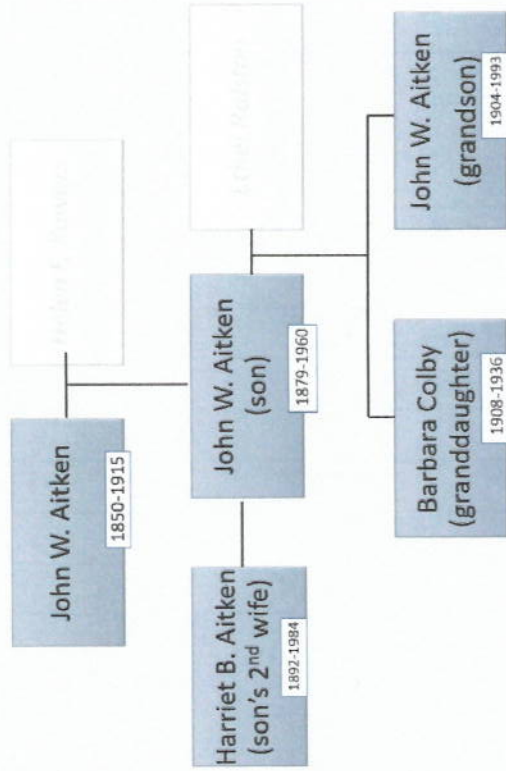 John W. Aitken
1850-1915
Harriet B. Aitken
(son's 2nd wife)
1892-1984
John W. Aitken
(son)
1879-1960
Barbara Colby
(granddaughter)
1908-1936
John W. Aitken
(grandson)
1904-1993